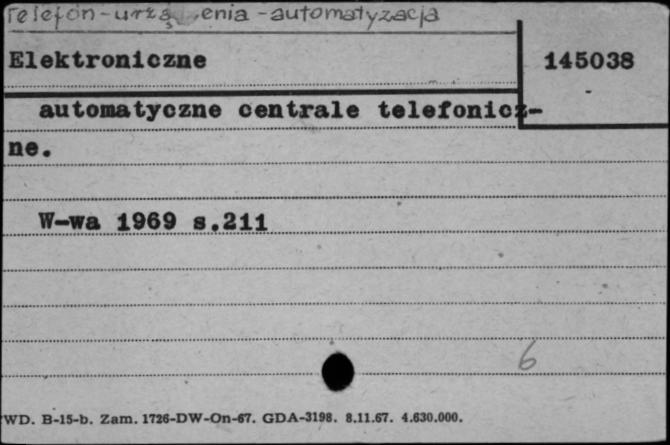 Telefon - urzą enia - automatyzacja
Elektroniczne
145038
automatyczne centrale telefonicz-
ne.
W-wa 1969 s.211
6
WD. B-15-b. Zam. 1726-DW-On-67. GDA-3198. 8.11.67. 4.630.000.